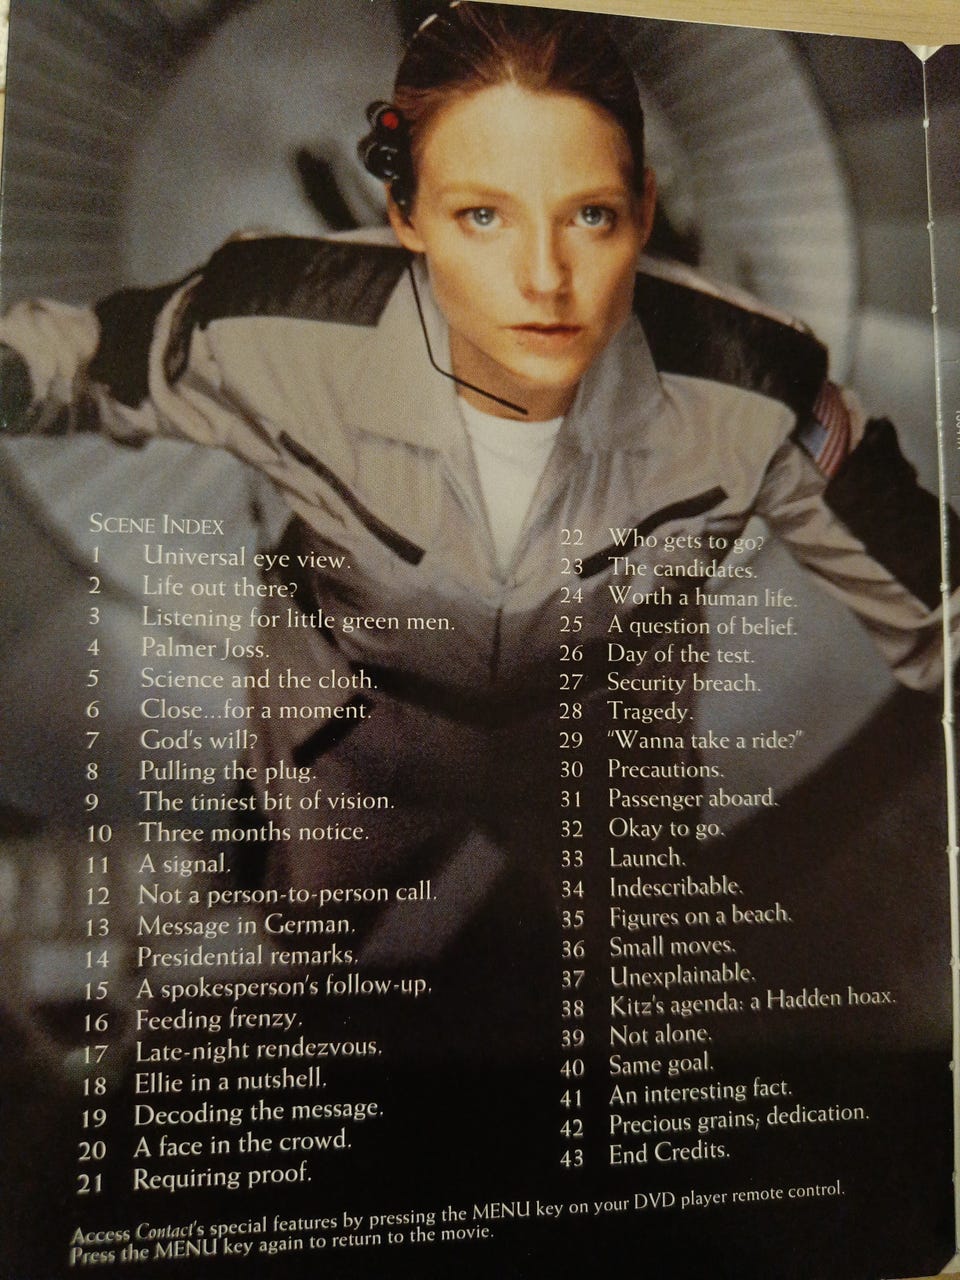 SCENE INDEX
1 Universal eye view.
2 Life out there?
3 Listening for little green men.
4 Palmer Joss.
5 Science and the cloth.
6 Close...for a moment.
7 God's will?
8 Pulling the plug.
9 The tiniest bit of vision.
10 Three months notice.
11 A signal.
12 Not a person-to-person call.
13 Message in German.
14 Presidential remarks.
15 A spokesperson's follow-up.
16 Feeding frenzy.
17 Late-night rendezvous.
18 Ellie in a nutshell.
19 Decoding the message.
20 A face in the crowd.
21 Requiring proof.
22 Who gets to go?
23 The candidates.
24 Worth a human life.
25 A question of belief.
26 Day of the test.
27 Security breach.
28 Tragedy.
29 “Wanna take a ride?”
30 Precautions.
31 Passenger aboard.
32 Okay to go.
33 Launch.
34 Indescribable.
35 Figures on a beach.
36 Small moves.
37 Unexplainable.
38 Kitz's agenda: a Hadden hoax.
39 Not alone.
40 Same goal.
41 An interesting fact.
42 Precious grains; dedication.
43 End Credits.
Access Contact's special features by pressing the MENU key on your DVD player remote control.
Press the MENU key again to return to the movie.